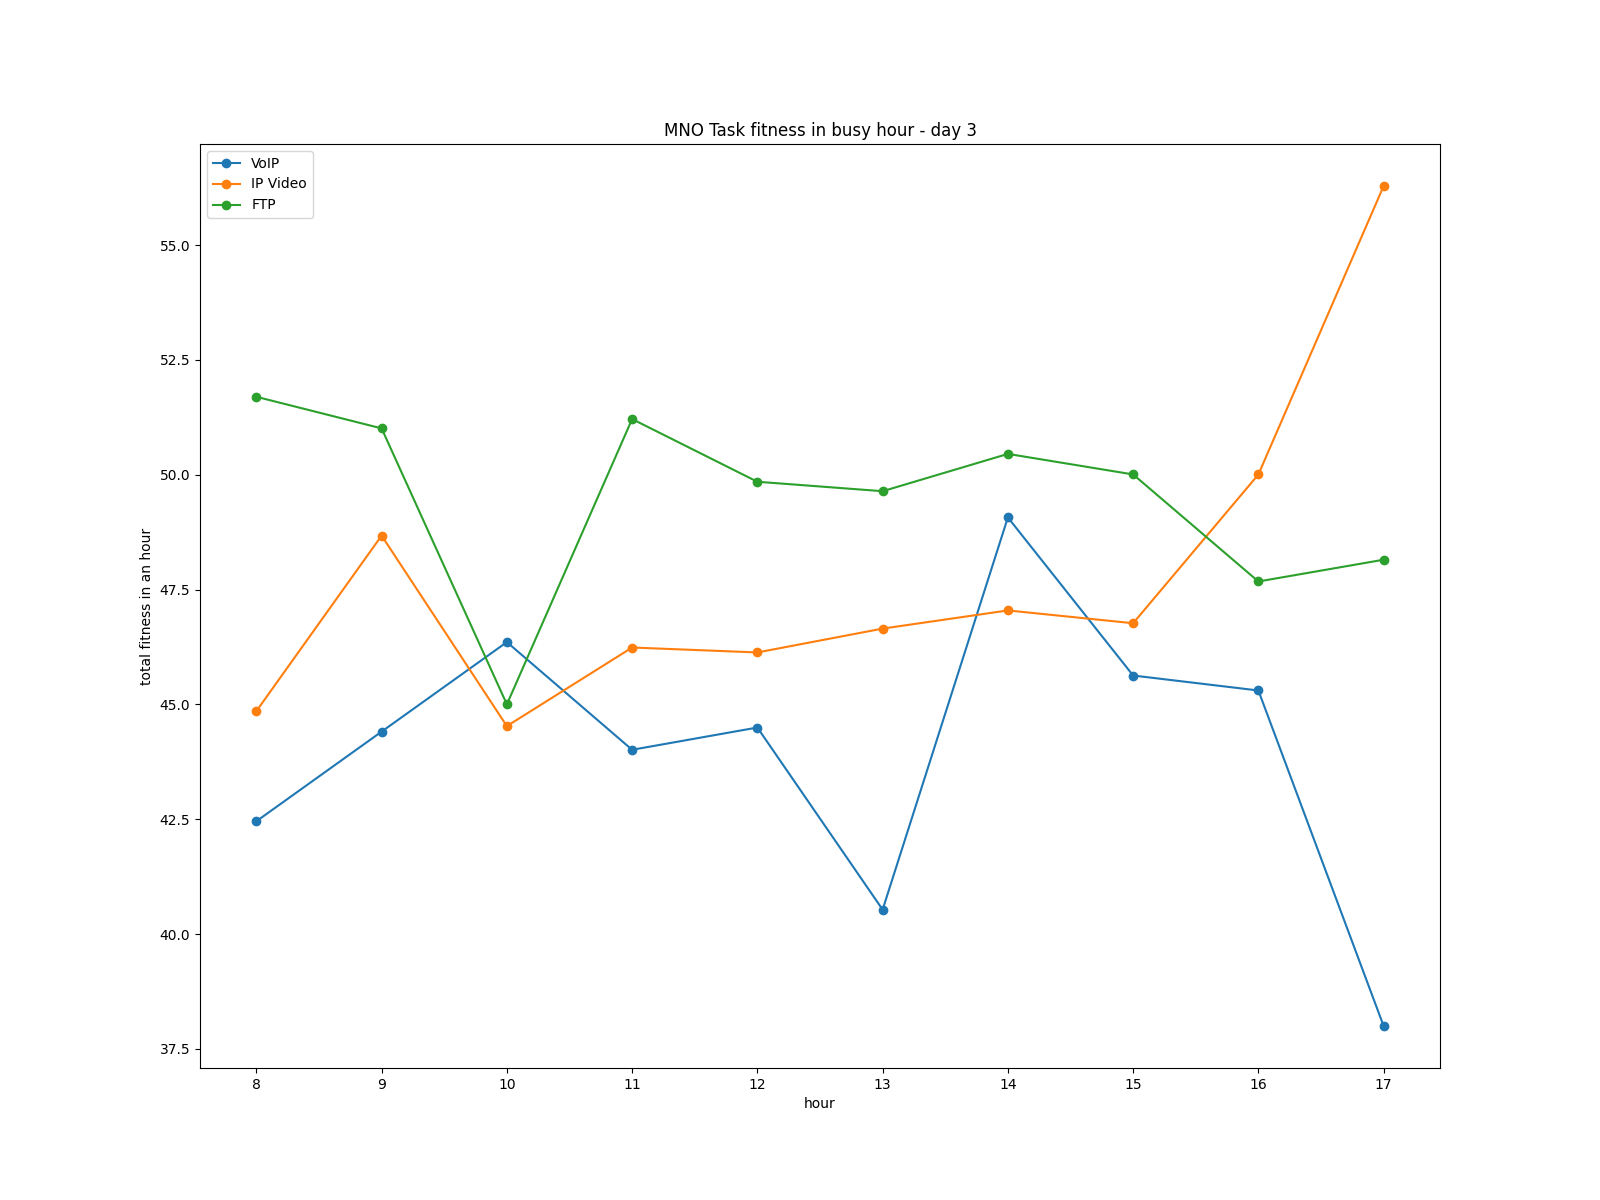 MNO Task fitness in busy hour - day 3
VoIP
IP Video
FTP
total fitness in an hour
55.0
52.5
50.0
47.5
45.0
42.5
40.0
37.5
8 9 10 11 12 13 14 15 16 17
hour